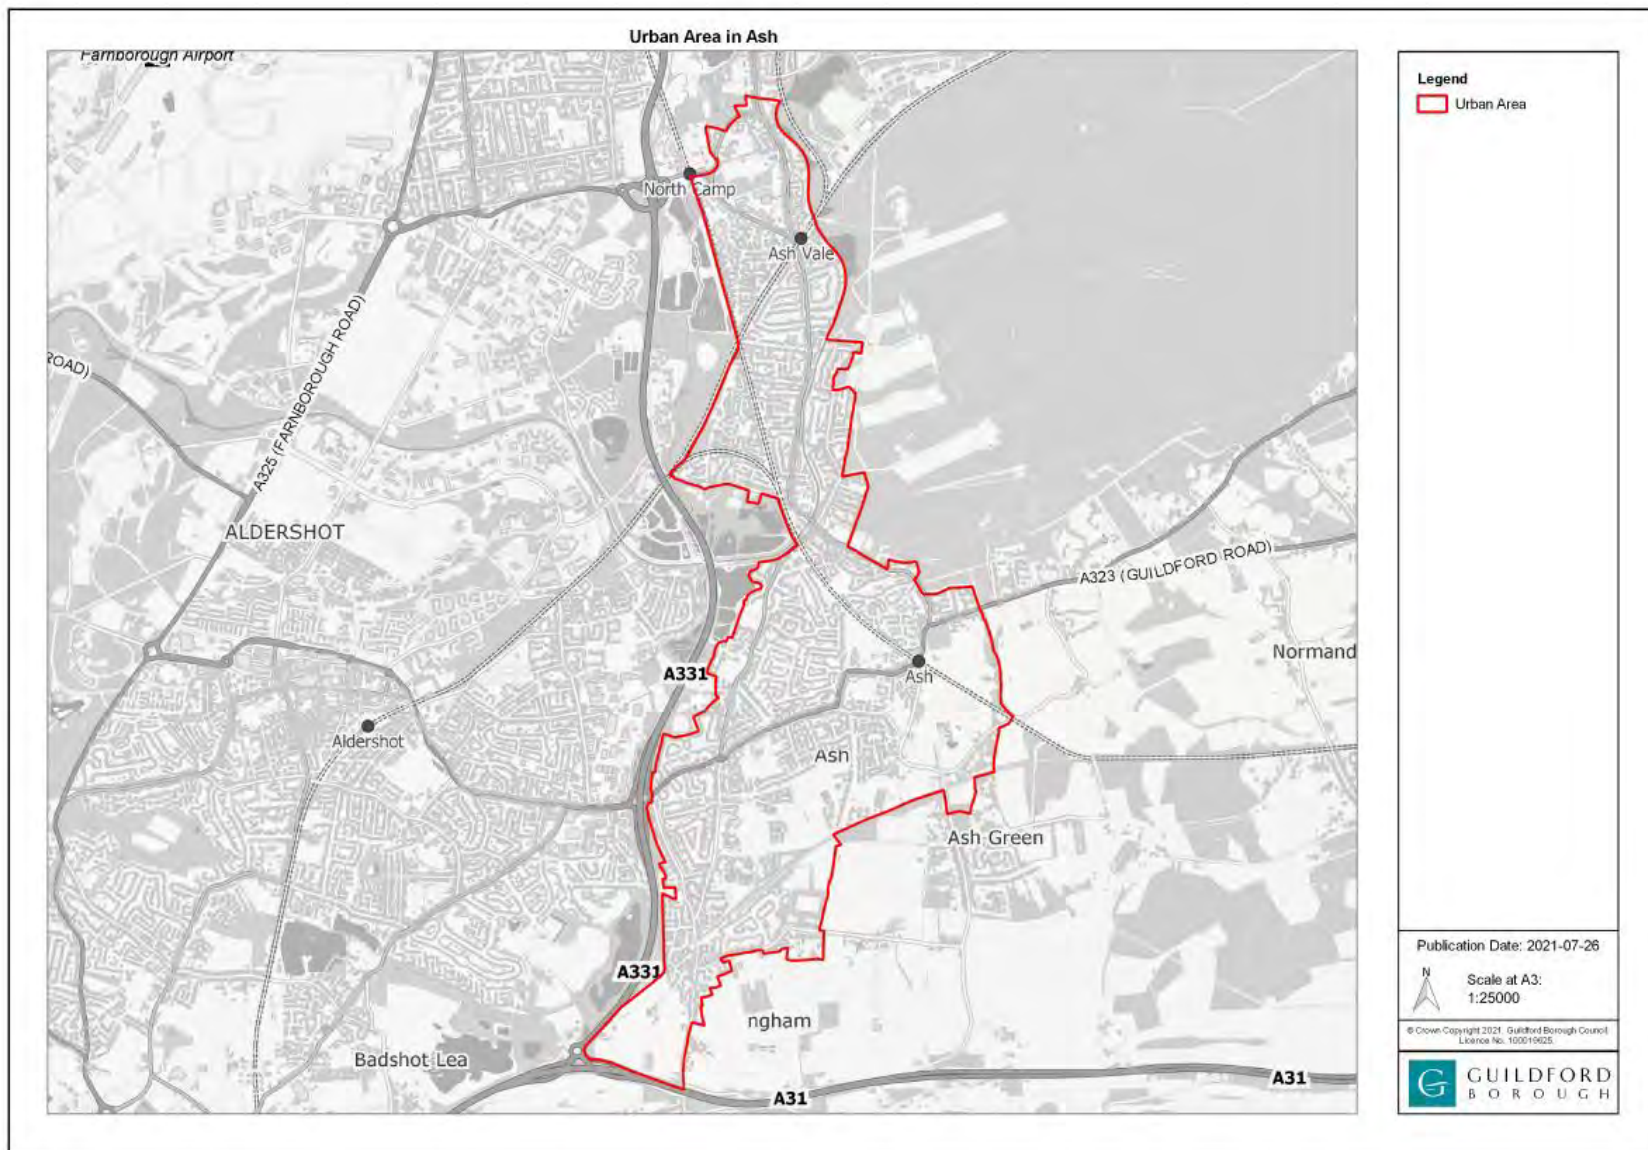 Urban Area in Ash
Farnborough Airport
North Camp
Ash Vale
ROAD)
A325 (FARNBOROUGH ROAD)
ALDERSHOT
A323 (GUILDFORD ROAD)
Normand
A331
Ash
Aldershot
Ash
Ash Green
A331
ngham
Badshot Lea
A31
A31
Legend
Urban Area
Publication Date: 2021-07-26
N
Scale at A3:
1:25000
© Crown Copyright 2021. Guildford Borough Council.
Licence No. 100019625.
G
GUILDFORD
BOROUGH